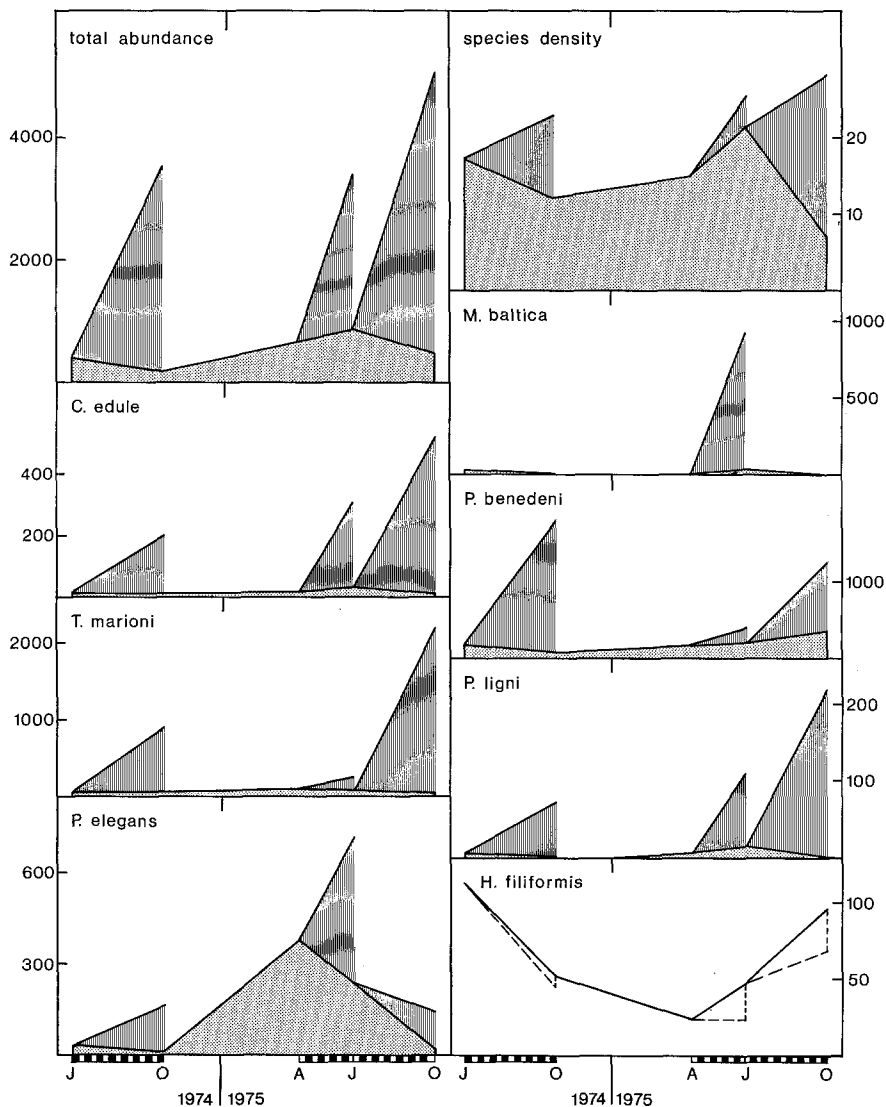 total abundance
4000
2000
C. edule
400
200
T. marioni
2000
1000
P. elegans
600
300
J O A J O
1974 1975
species density
20
10
M. baltica
1000
500
P. benedeni
1000
P. ligni
200
100
H. filiformis
100
50
J O A J O
1974 1975